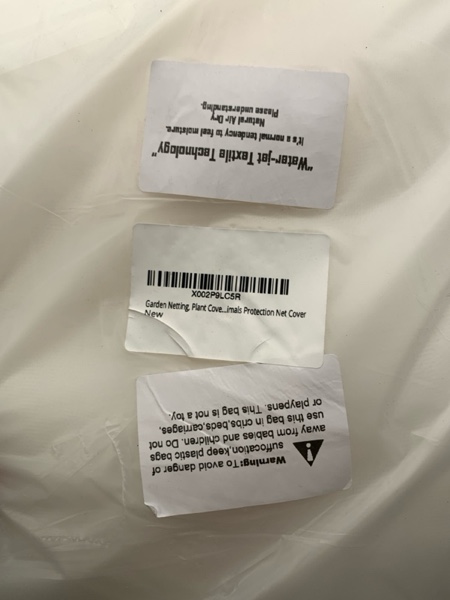 "Water-jet Textile Technology"
It's a normal tendency to feel moisture.
Natural Air Dry
Please understanding.
X002P9LC5R
Garden Netting, Plant Cove...imals Protection Net Cover
New
Warning: To avoid danger of
suffocation,keep plastic bags
away from babies and children. Do not
use this bag in cribs,beds,carriages,
or playpens. This bag is not a toy.